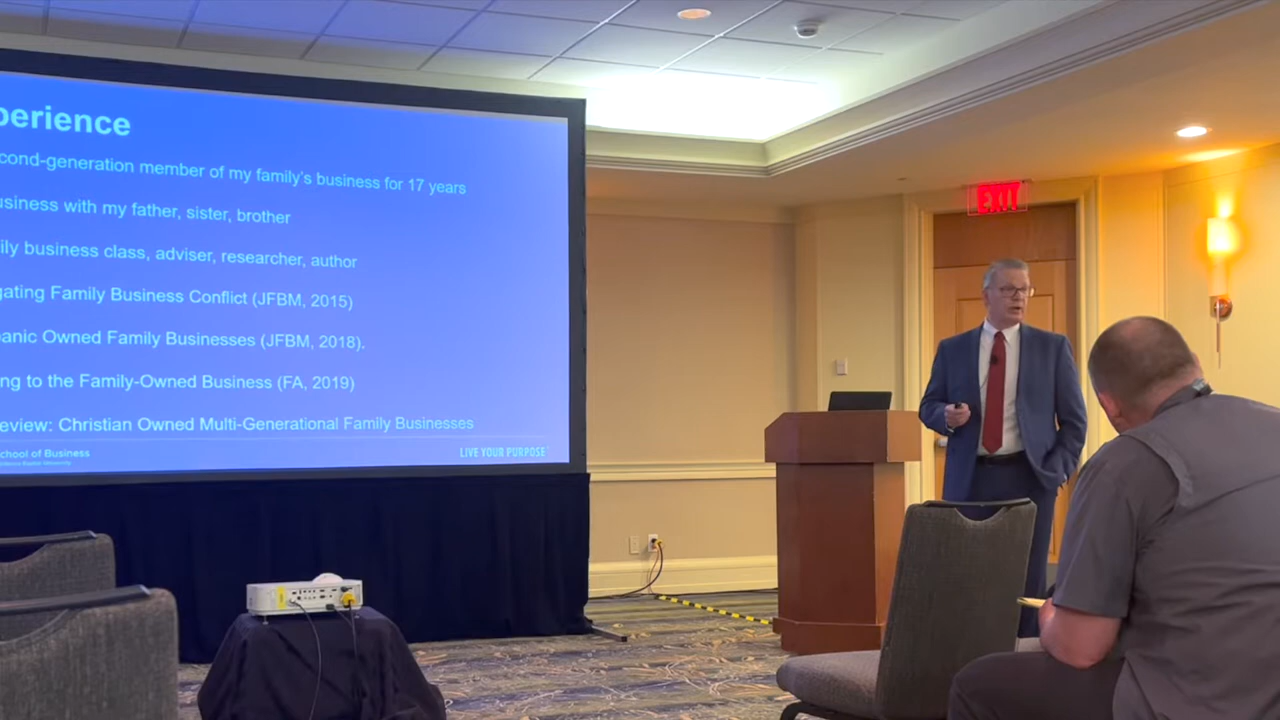 perience
cond-generation member of my family's business for 17 years
usiness with my father, sister, brother
ily business class, adviser, researcher, author
gating Family Business Conflict (JFBM, 2015)
panic Owned Family Businesses (JFBM, 2018).
ng to the Family-Owned Business (FA, 2019)
eview: Christian Owned Multi-Generational Family Businesses
School of Business
LIVE YOUR PURPOSE
EXIT